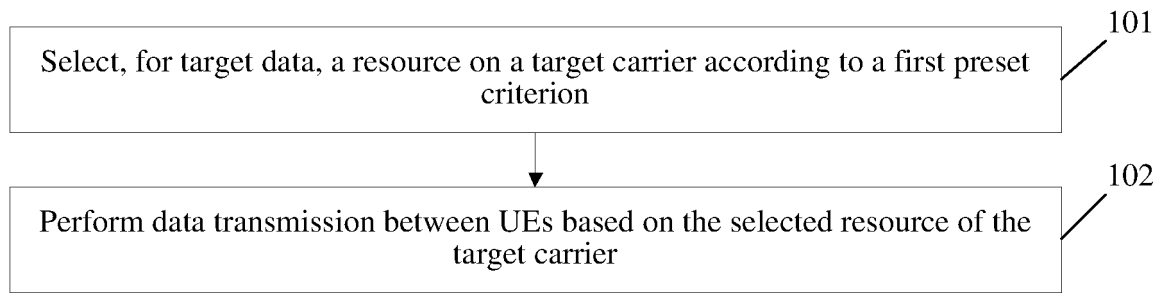 101
Select, for target data, a resource on a target carrier according to a first preset
criterion
102
Perform data transmission between UEs based on the selected resource of the
target carrier